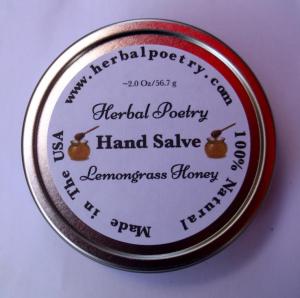 www.herbalpoetry.com
~2.0 Oz/56.7 g
Herbal Poetry
Hand Salve
Lemongrass Honey
Made in The USA
100% Natural